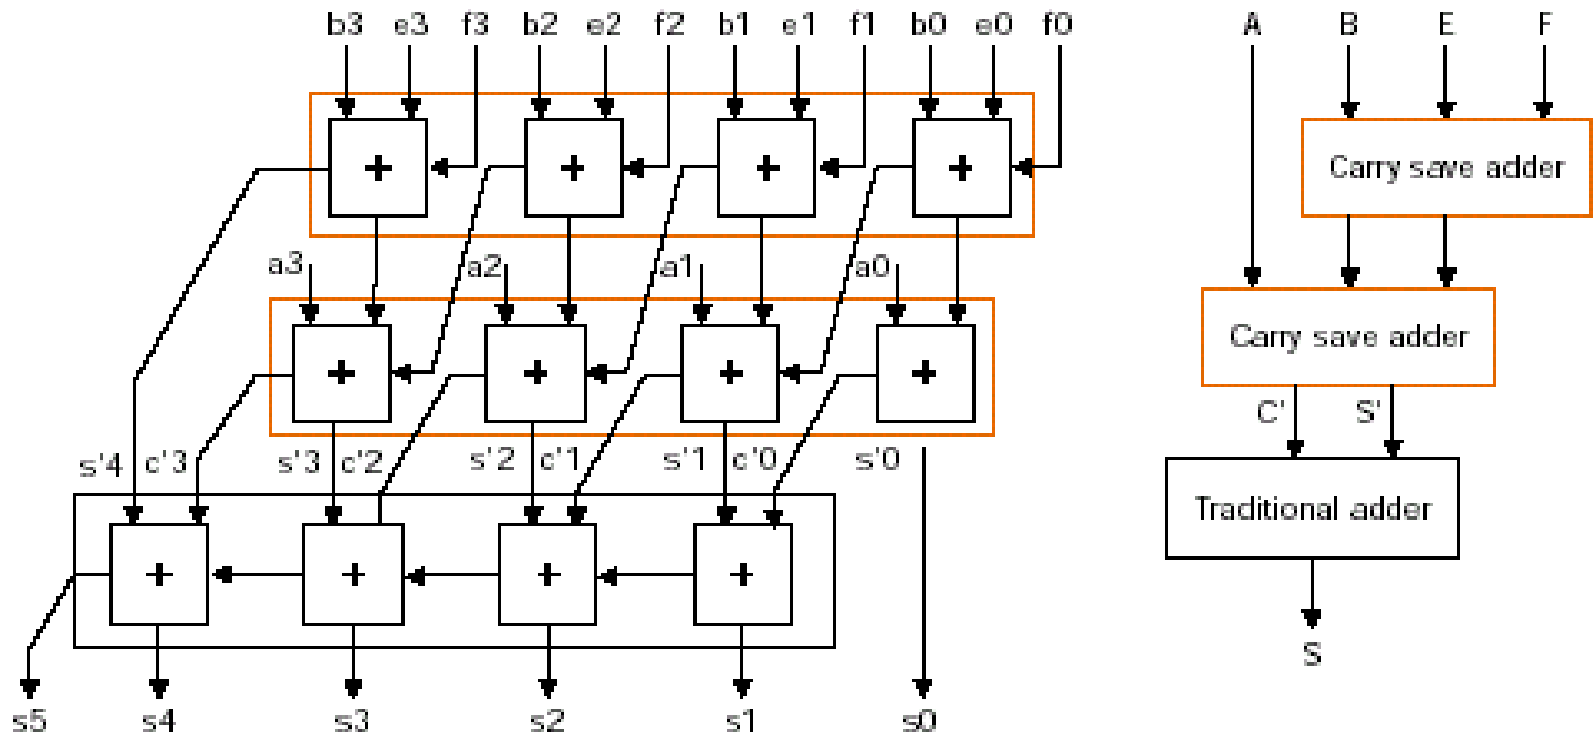 b3 e3 f3 b2 e2 f2 b1 e1 f1 b0 e0 f0
+ + + +
a3 a2 a1 a0
+ + + +
s'4 c'3 s'3 c'2 s'2 c'1 s'1 c'0 s'0
+ + + +
s5 s4 s3 s2 s1 s0
A B E F
Carry save adder
Carry save adder
C' S'
Traditional adder
S